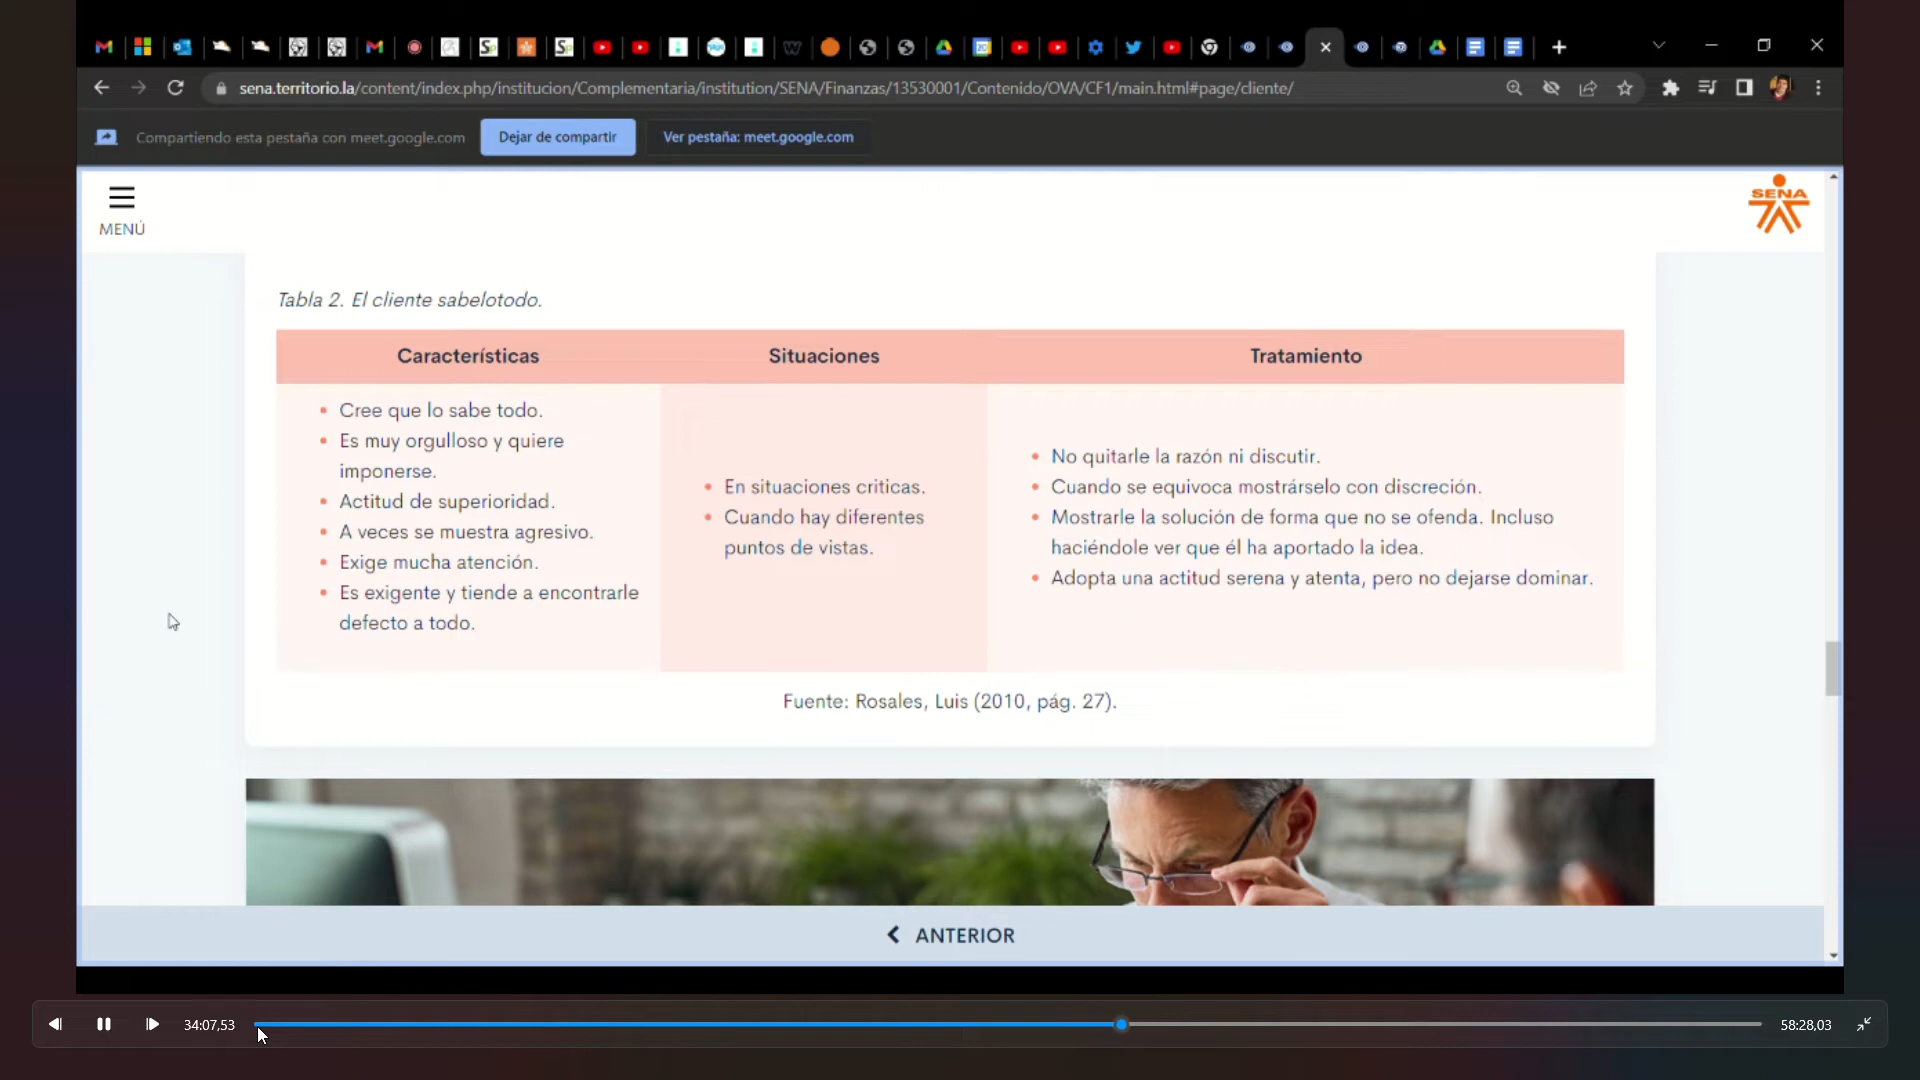 sena.territorio.la/content/index.php/institucion/Complementaria/institution/SENA/Finanzas/13530001/Contenido/OVA/CF1/main.html#page/cliente/
Compartiendo esta pestaña con meet.google.com
Dejar de compartir
Ver pestaña: meet.google.com
MENÚ
SENA
Tabla 2. El cliente sabelotodo.
Características
Situaciones
Tratamiento
• Cree que lo sabe todo.
• Es muy orgulloso y quiere
imponerse.
• Actitud de superioridad.
• A veces se muestra agresivo.
• Exige mucha atención.
• Es exigente y tiende a encontrarle
defecto a todo.
• En situaciones criticas.
• Cuando hay diferentes
puntos de vistas.
• No quitarle la razón ni discutir.
• Cuando se equivoca mostrárselo con discreción.
• Mostrarle la solución de forma que no se ofenda. Incluso
haciéndole ver que él ha aportado la idea.
• Adopta una actitud serena y atenta, pero no dejarse dominar.
Fuente: Rosales, Luis (2010, pág. 27).
ANTERIOR
34:07,53
58:28,03